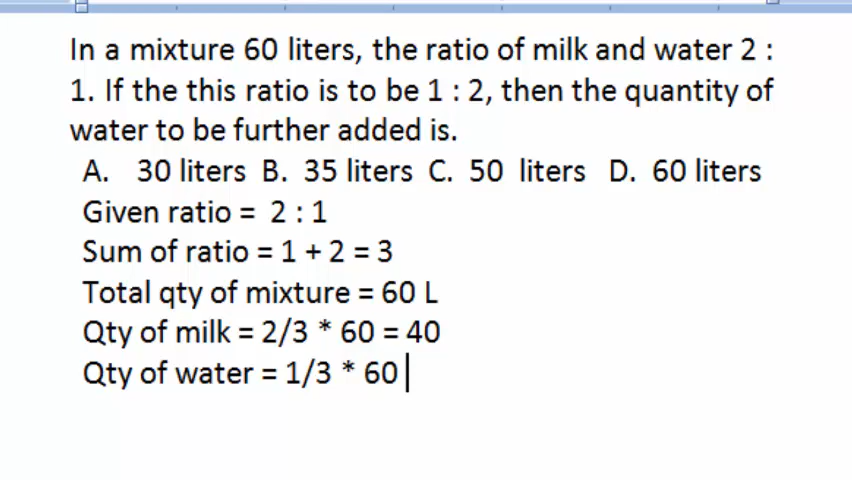 In a mixture 60 liters, the ratio of milk and water 2 :
1. If the this ratio is to be 1 : 2, then the quantity of
water to be further added is.
A. 30 liters B. 35 liters C. 50 liters D. 60 liters
Given ratio = 2 : 1
Sum of ratio = 1 + 2 = 3
Total qty of mixture = 60 L
Qty of milk = 2/3 * 60 = 40
Qty of water = 1/3 * 60